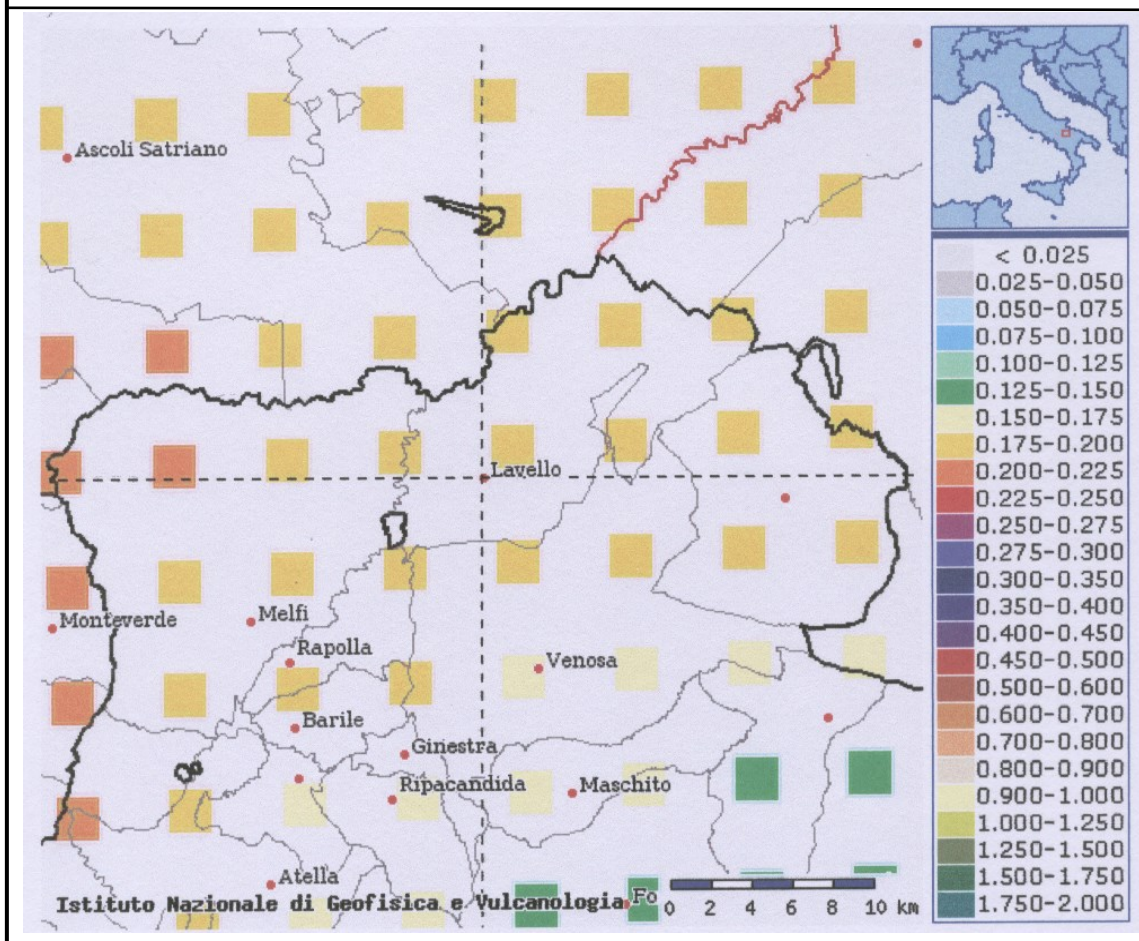 Ascoli Satriano
Lavello
Monteverde
Melfi
Rapolla
Venosa
Barile
Ginestra
Ripacandida
Maschito
Atella
Istituto Nazionale di Geofisica e Vulcanologia
Fo
0 2 4 6 8 10 km
< 0.025
0.025-0.050
0.050-0.075
0.075-0.100
0.100-0.125
0.125-0.150
0.150-0.175
0.175-0.200
0.200-0.225
0.225-0.250
0.250-0.275
0.275-0.300
0.300-0.350
0.350-0.400
0.400-0.450
0.450-0.500
0.500-0.600
0.600-0.700
0.700-0.800
0.800-0.900
0.900-1.000
1.000-1.250
1.250-1.500
1.500-1.750
1.750-2.000